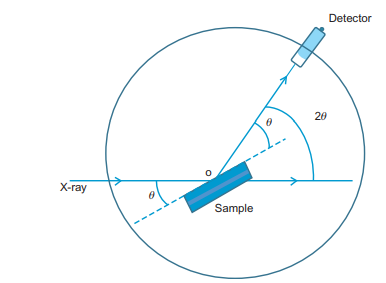 Detector
2θ
θ
o
X-ray
θ
Sample